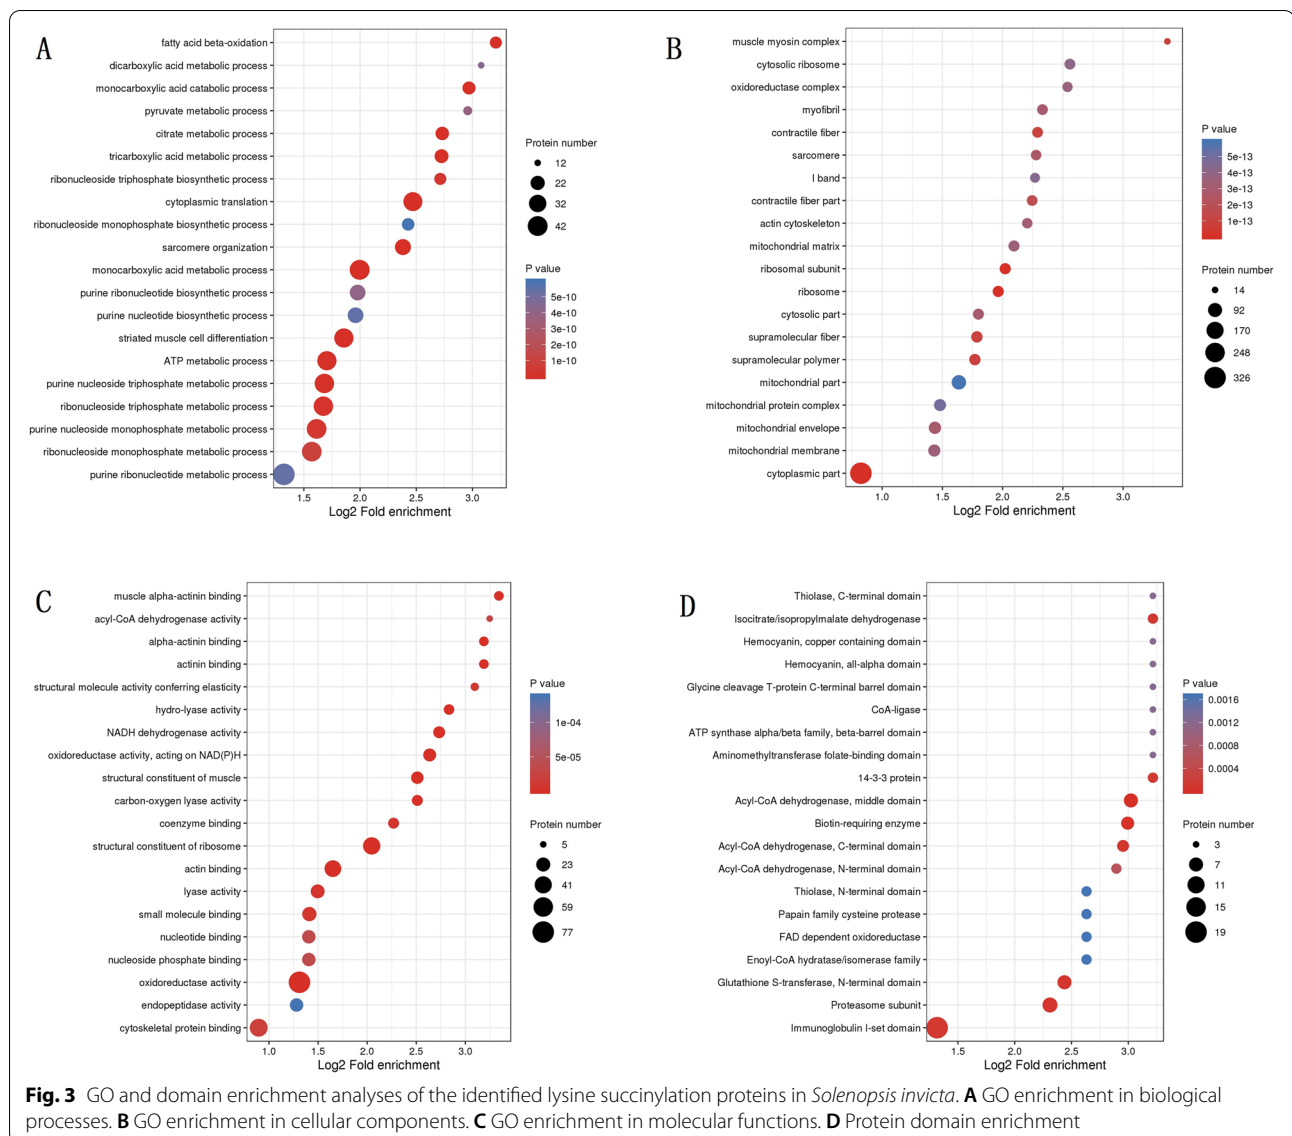 A
fatty acid beta-oxidation
dicarboxylic acid metabolic process
monocarboxylic acid catabolic process
pyruvate metabolic process
citrate metabolic process
tricarboxylic acid metabolic process
ribonucleoside triphosphate biosynthetic process
cytoplasmic translation
ribonucleoside monophosphate biosynthetic process
sarcomere organization
monocarboxylic acid metabolic process
purine ribonucleotide biosynthetic process
purine nucleotide biosynthetic process
striated muscle cell differentiation
ATP metabolic process
purine nucleoside triphosphate metabolic process
ribonucleoside triphosphate metabolic process
purine nucleoside monophosphate metabolic process
ribonucleoside monophosphate metabolic process
purine ribonucleotide metabolic process
1.5 2.0 2.5 3.0
Log2 Fold enrichment
Protein number
12
22
32
42
P value
5e-10
4e-10
3e-10
2e-10
1e-10
B
muscle myosin complex
cytosolic ribosome
oxidoreductase complex
myofibril
contractile fiber
sarcomere
I band
contractile fiber part
actin cytoskeleton
mitochondrial matrix
ribosomal subunit
ribosome
cytosolic part
supramolecular fiber
supramolecular polymer
mitochondrial part
mitochondrial protein complex
mitochondrial envelope
mitochondrial membrane
cytoplasmic part
1.0 1.5 2.0 2.5 3.0
Log2 Fold enrichment
P value
5e-13
4e-13
3e-13
2e-13
1e-13
Protein number
14
92
170
248
326
C
muscle alpha-actinin binding
acyl-CoA dehydrogenase activity
alpha-actinin binding
actinin binding
structural molecule activity conferring elasticity
hydro-lyase activity
NADH dehydrogenase activity
oxidoreductase activity, acting on NAD(P)H
structural constituent of muscle
carbon-oxygen lyase activity
coenzyme binding
structural constituent of ribosome
actin binding
lyase activity
small molecule binding
nucleotide binding
nucleoside phosphate binding
oxidoreductase activity
endopeptidase activity
cytoskeletal protein binding
1.0 1.5 2.0 2.5 3.0
Log2 Fold enrichment
P value
1e-04
5e-05
Protein number
5
23
41
59
77
D
Thiolase, C-terminal domain
Isocitrate/isopropylmalate dehydrogenase
Hemocyanin, copper containing domain
Hemocyanin, all-alpha domain
Glycine cleavage T-protein C-terminal barrel domain
CoA-ligase
ATP synthase alpha/beta family, beta-barrel domain
Aminomethyltransferase folate-binding domain
14-3-3 protein
Acyl-CoA dehydrogenase, middle domain
Biotin-requiring enzyme
Acyl-CoA dehydrogenase, C-terminal domain
Acyl-CoA dehydrogenase, N-terminal domain
Thiolase, N-terminal domain
Papain family cysteine protease
FAD dependent oxidoreductase
Enoyl-CoA hydratase/isomerase family
Glutathione S-transferase, N-terminal domain
Proteasome subunit
Immunoglobulin I-set domain
1.5 2.0 2.5 3.0
Log2 Fold enrichment
P value
0.0016
0.0012
0.0008
0.0004
Protein number
3
7
11
15
19
Fig. 3 GO and domain enrichment analyses of the identified lysine succinylation proteins in Solenopsis invicta. A GO enrichment in biological
processes. B GO enrichment in cellular components. C GO enrichment in molecular functions. D Protein domain enrichment